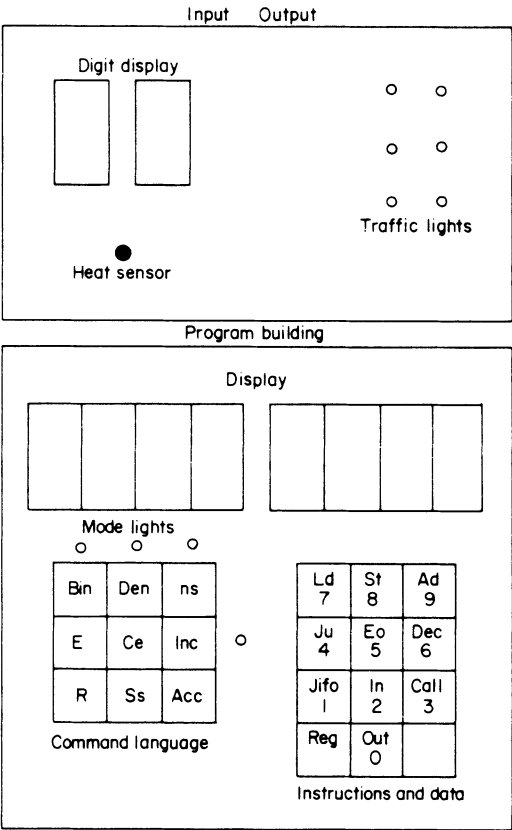 Input Output
Digit display
Traffic lights
Heat sensor
Program building
Display
Mode lights
Bin Den ns
E Ce Inc
R Ss Acc
Command language
Ld St Ad
7 8 9
Ju Eo Dec
4 5 6
Jifo In Call
1 2 3
Reg Out
0
Instructions and data